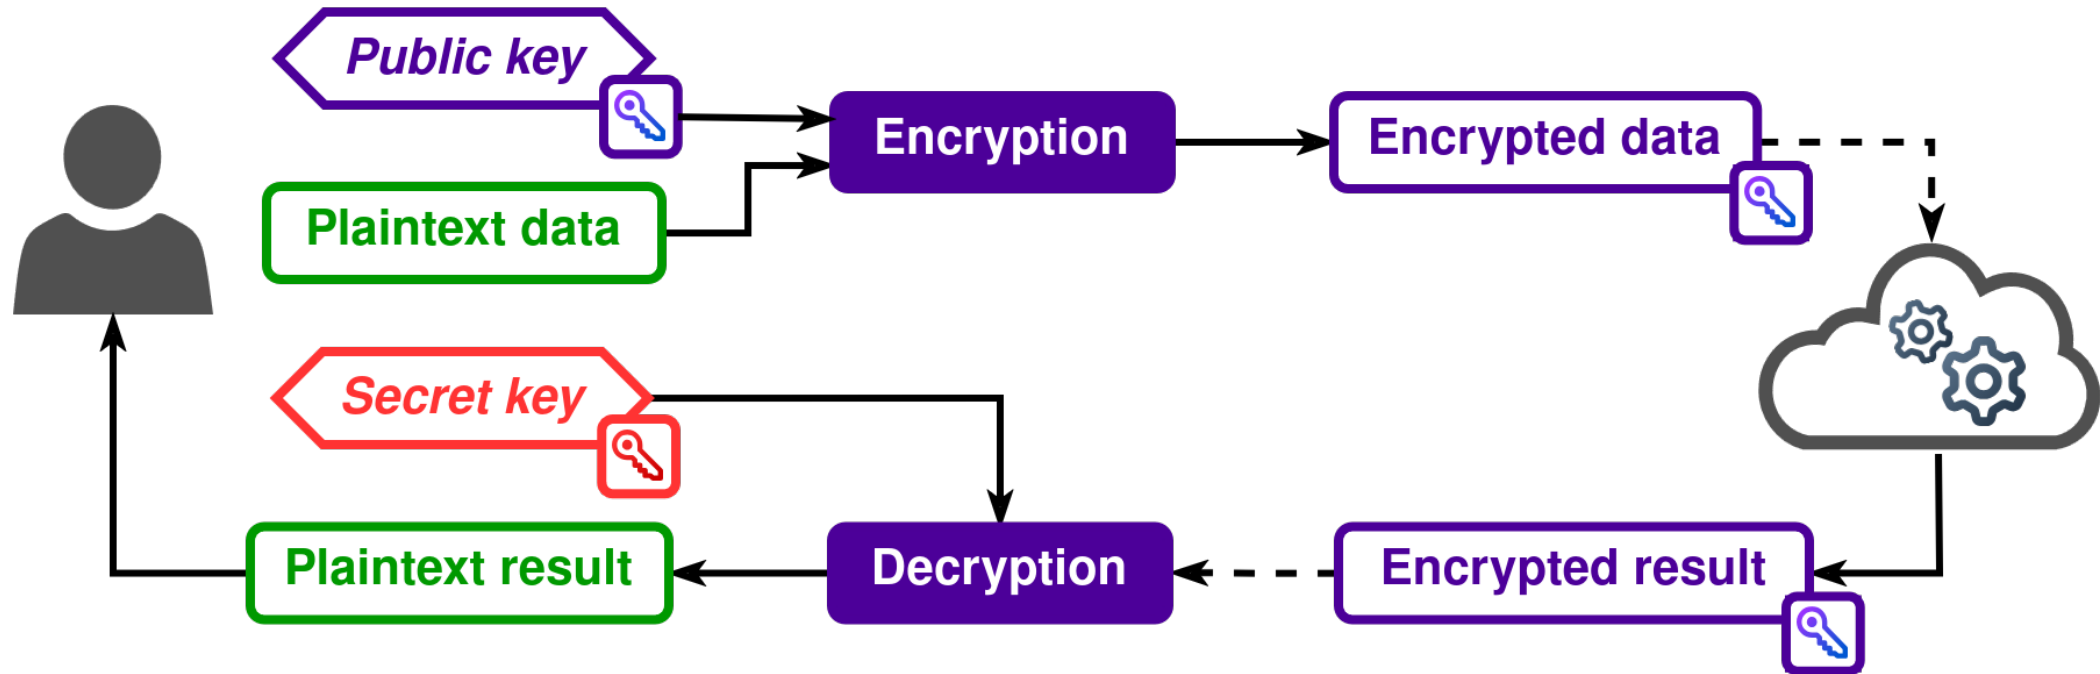 Public key
Encryption
Encrypted data
Plaintext data
Secret key
Plaintext result
Decryption
Encrypted result